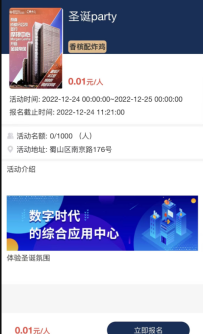 圣诞party
香槟配炸鸡
0.01元/人
活动时间: 2022-12-24 00:00:00~2022-12-25 00:00:00
报名截止时间: 2022-12-24 11:21:00
活动名额: 0/1000 （人）
活动地址: 蜀山区南京路176号
活动介绍
数字时代
的综合应用中心
体验圣诞氛围
0.01元/人
立即报名